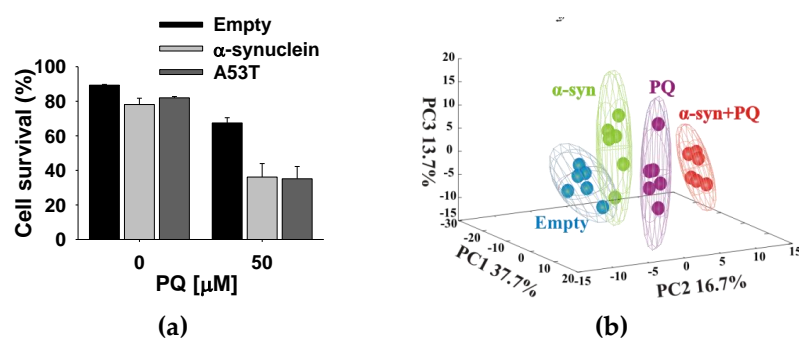 Empty
α-synuclein
A53T
Cell survival (%)
100
80
60
40
20
0
0
50
PQ [μM]
(a)
20
15
10
5
0
-5
-10
-15
PC3 13.7%
α-syn
PQ
α-syn+PQ
Empty
-30
-20
-10
0
10
20
PC1 37.7%
-15
-10
-5
0
5
10
15
PC2 16.7%
(b)